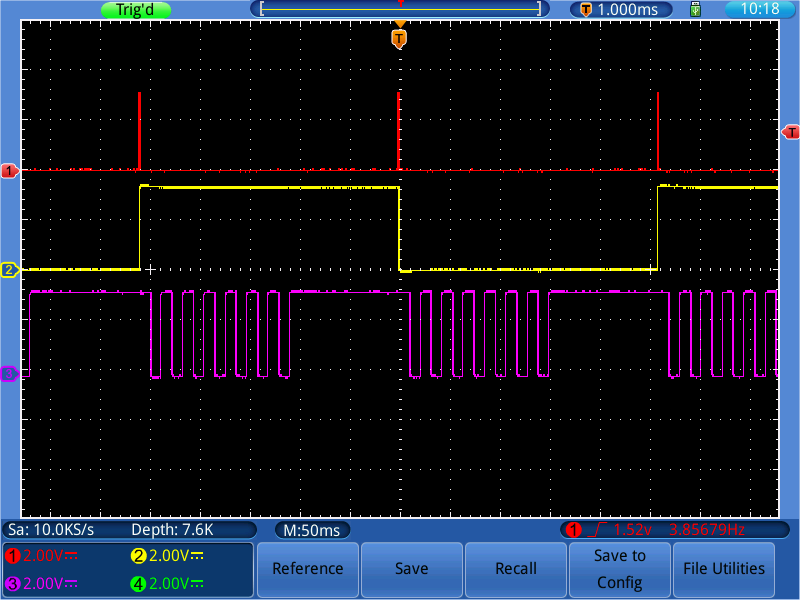 Trig'd
T 1.000ms
10:18
T
T
1
2
3
Sa: 10.0KS/s Depth: 7.6K
M:50ms
1 1.52v 3.85679Hz
1 2.00V 2 2.00V
3 2.00V 4 2.00V
Reference
Save
Recall
Save to
Config
File Utilities